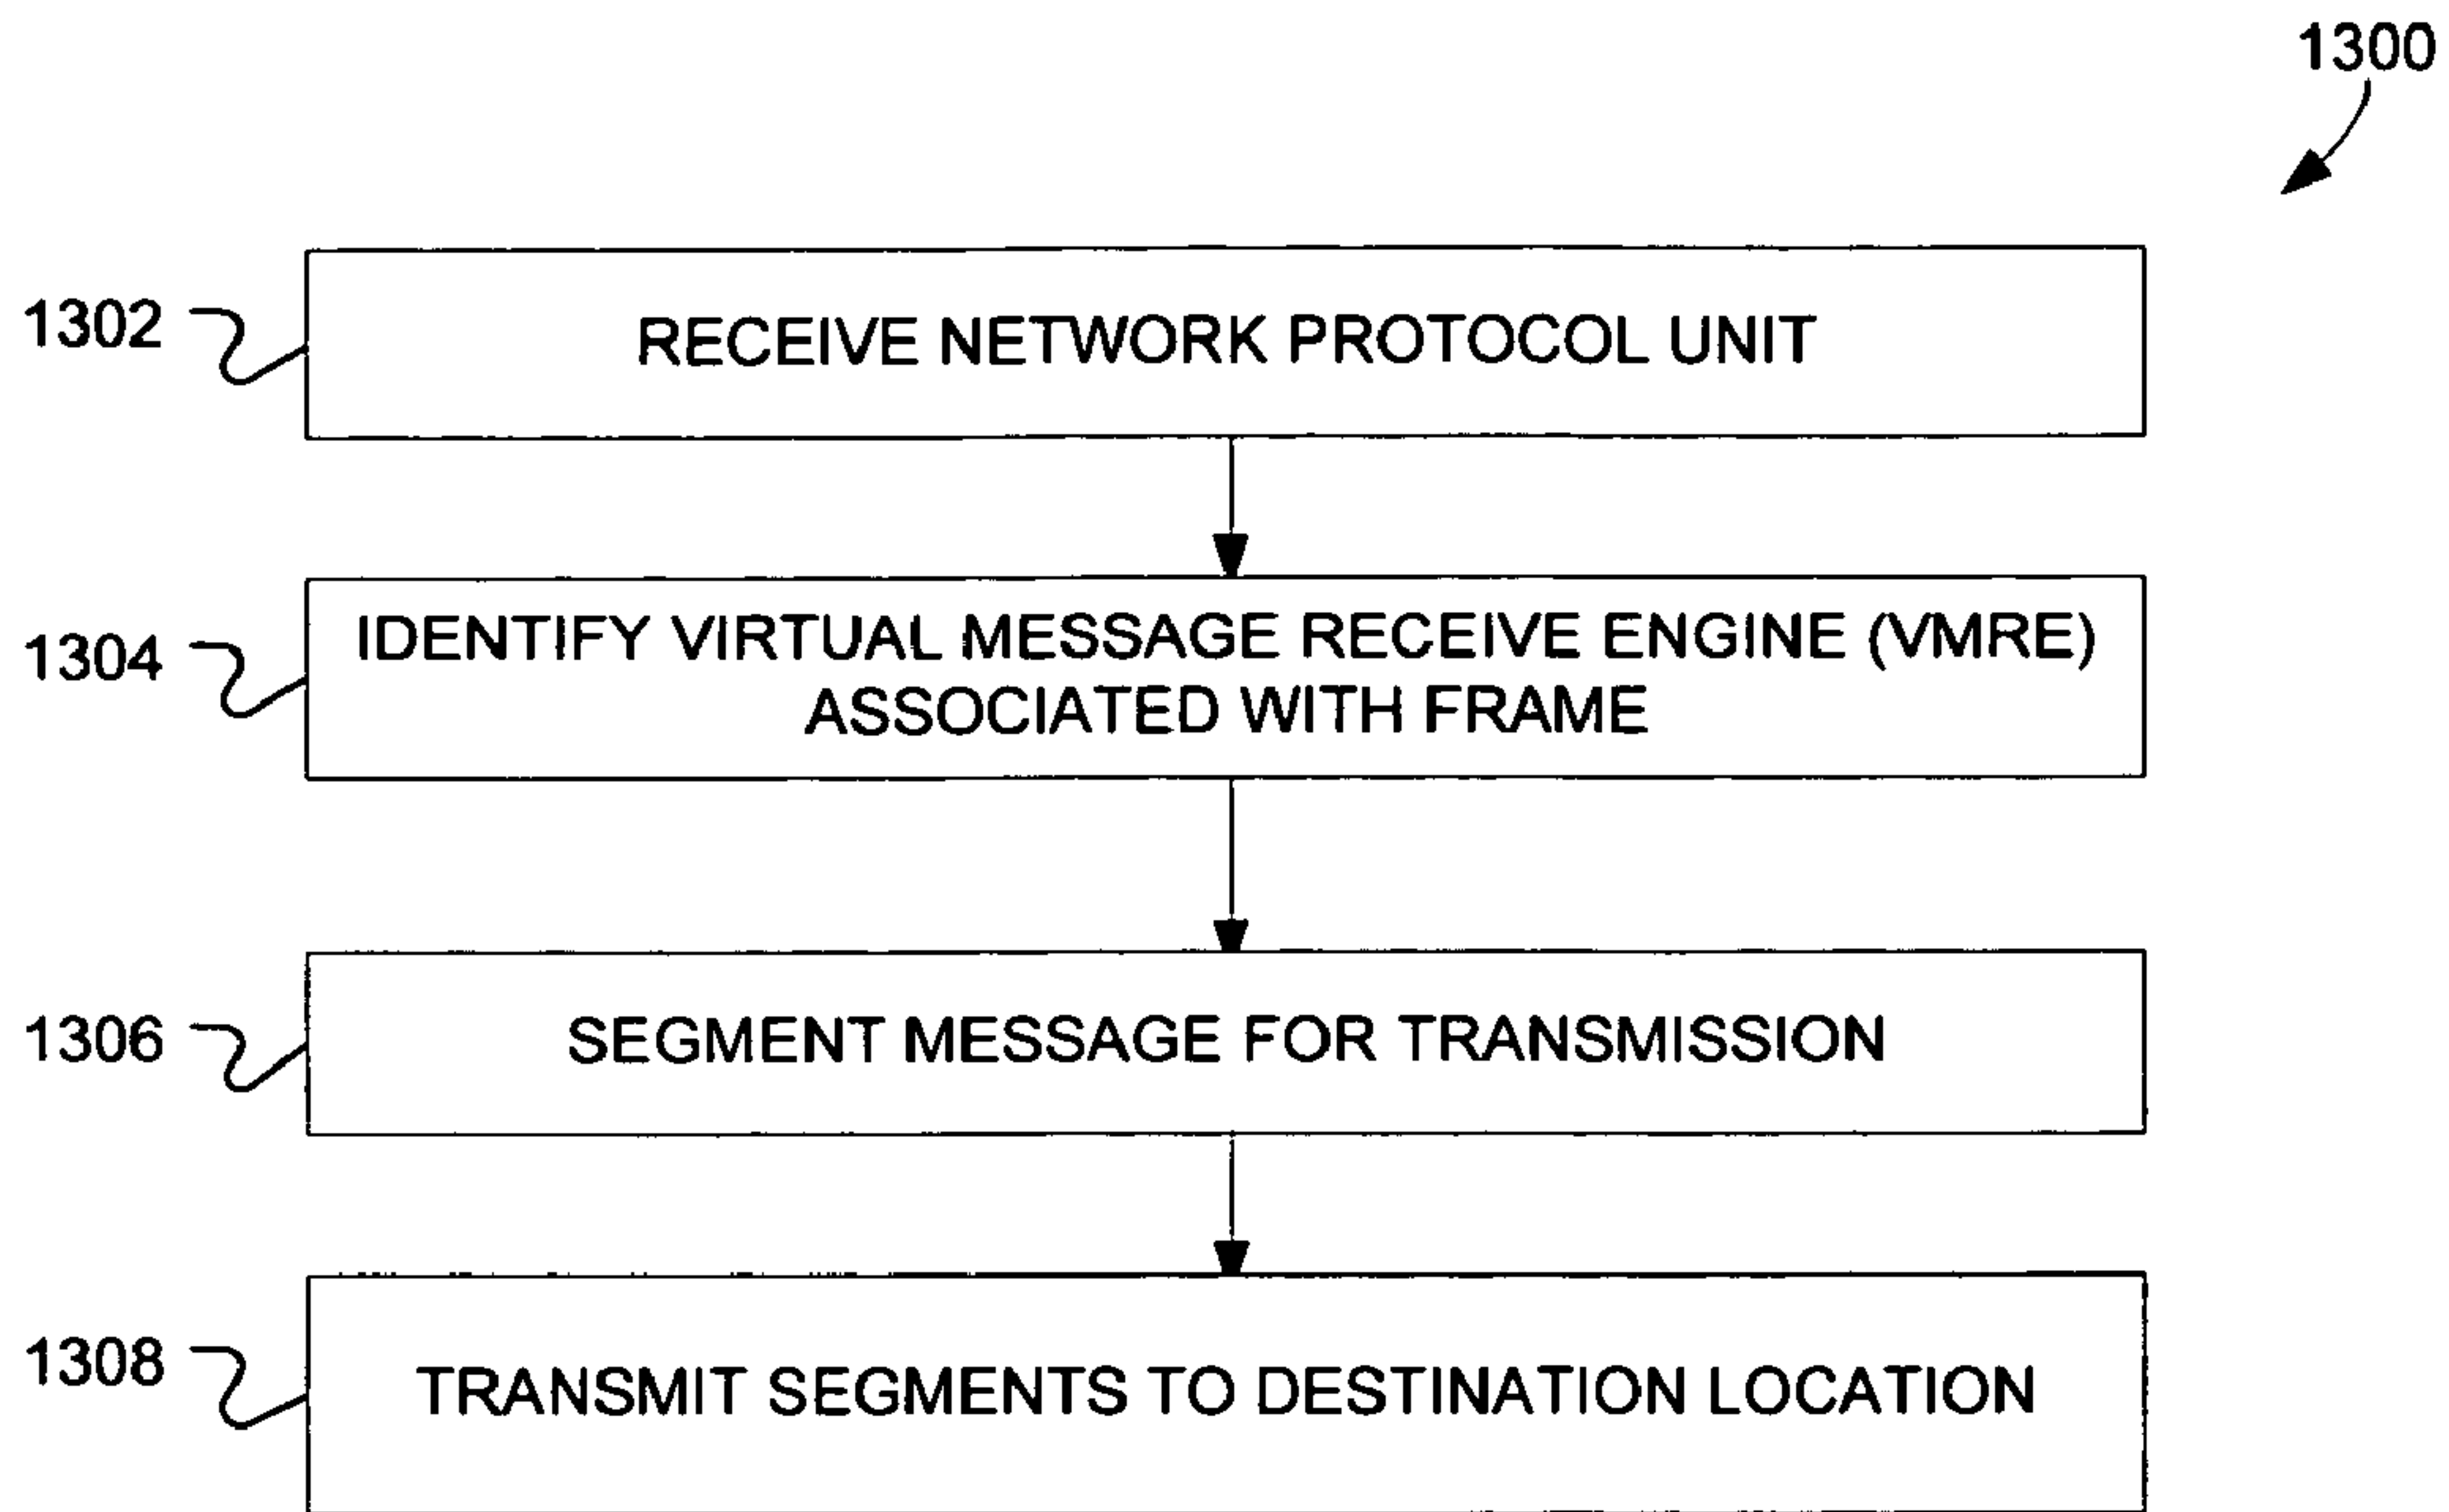 1300
1302
RECEIVE NETWORK PROTOCOL UNIT
1304
IDENTIFY VIRTUAL MESSAGE RECEIVE ENGINE (VMRE)
ASSOCIATED WITH FRAME
1306
SEGMENT MESSAGE FOR TRANSMISSION
1308
TRANSMIT SEGMENTS TO DESTINATION LOCATION